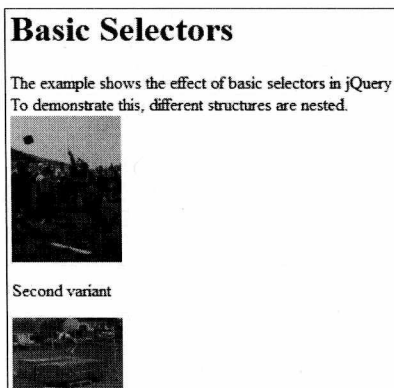 Basic Selectors
The example shows the effect of basic selectors in jQuery
To demonstrate this, different structures are nested.
Second variant